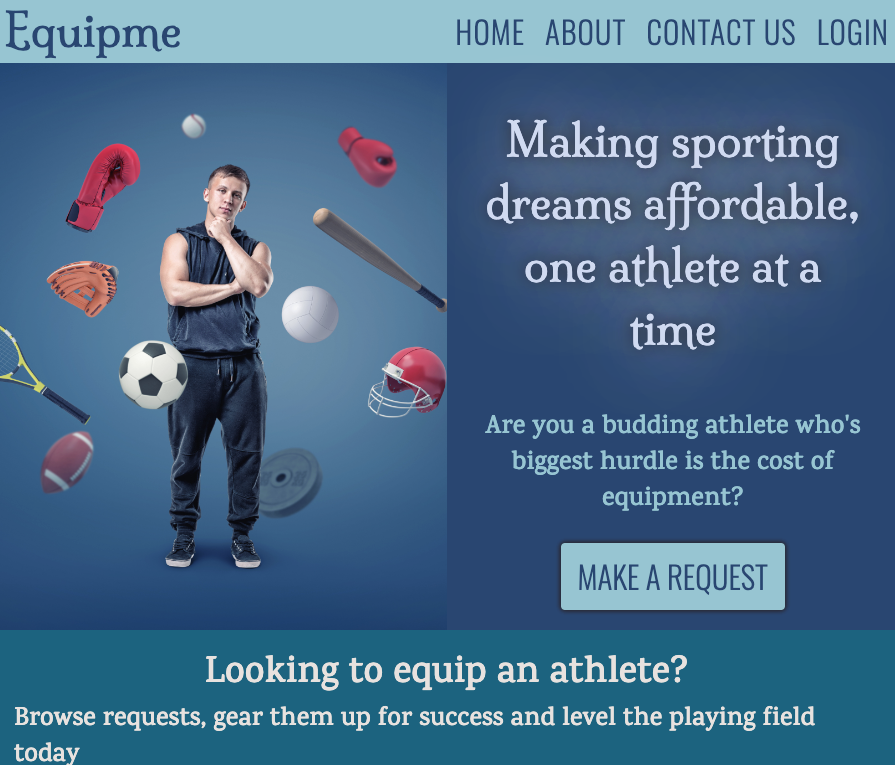 Equipme
HOME ABOUT CONTACT US LOGIN
Making sporting
dreams affordable,
one athlete at a
time
Are you a budding athlete who's
biggest hurdle is the cost of
equipment?
MAKE A REQUEST
Looking to equip an athlete?
Browse requests, gear them up for success and level the playing field
today